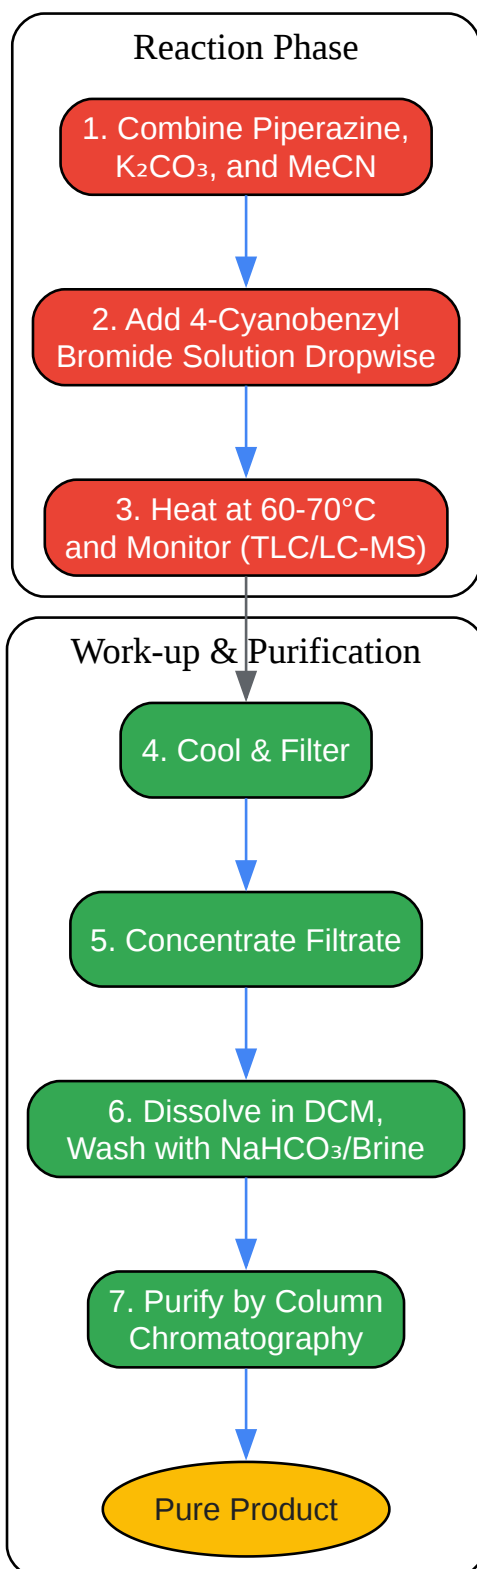 Reaction Phase
1. Combine Piperazine,
K₂CO₃, and MeCN
2. Add 4-Cyanobenzyl
Bromide Solution Dropwise
3. Heat at 60-70°C
and Monitor (TLC/LC-MS)
Work-up & Purification
4. Cool & Filter
5. Concentrate Filtrate
6. Dissolve in DCM,
Wash with NaHCO₃/Brine
7. Purify by Column
Chromatography
Pure Product